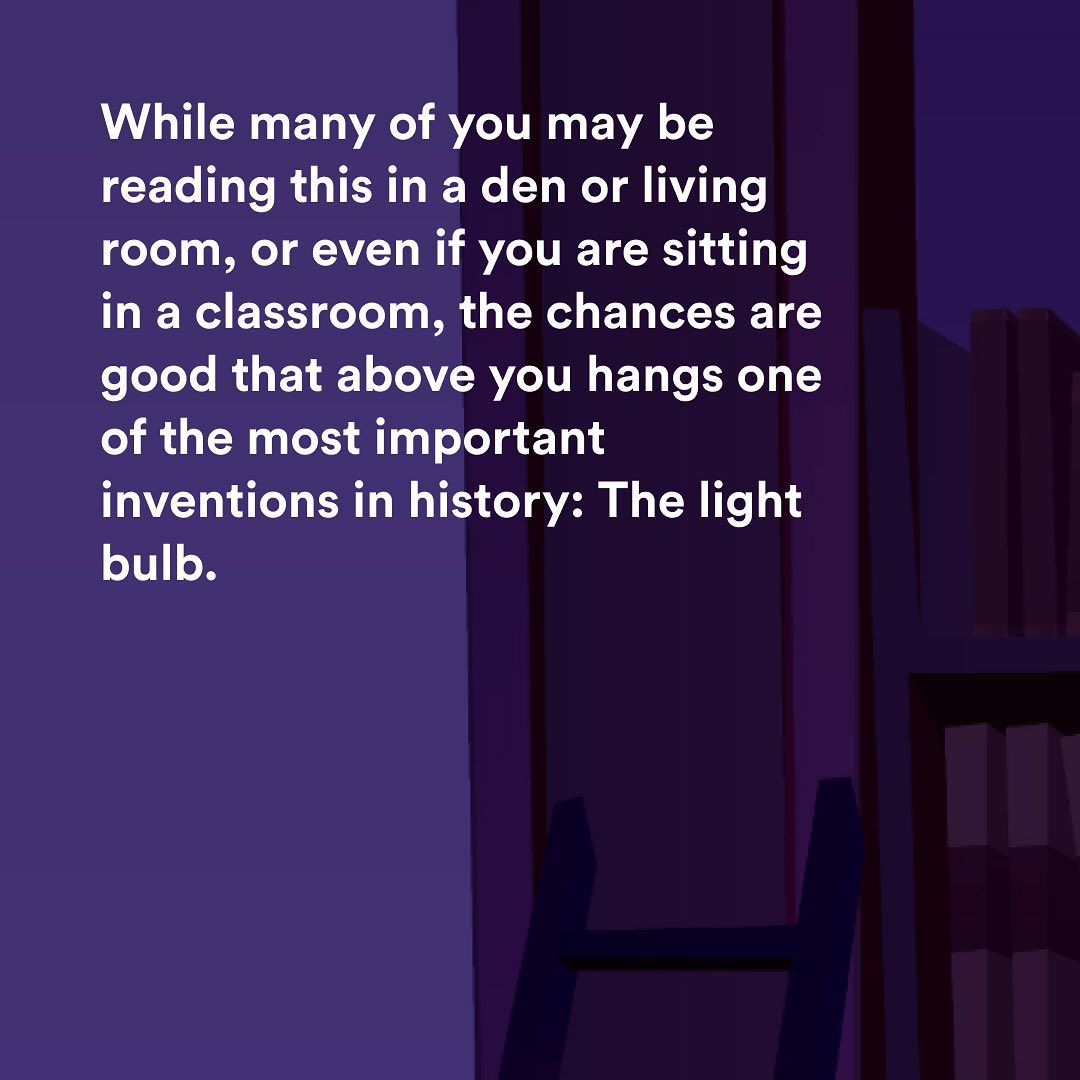 While many of you may be
reading this in a den or living
room, or even if you are sitting
in a classroom, the chances are
good that above you hangs one
of the most important
inventions in history: The light
bulb.